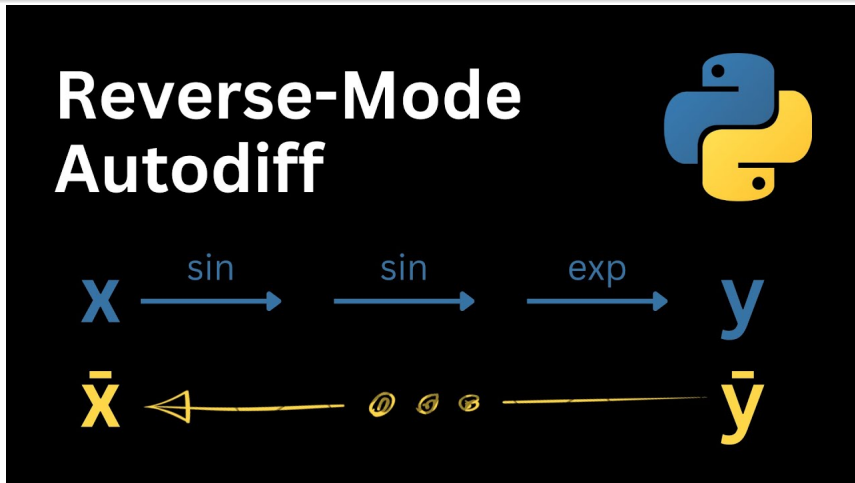 Reverse-Mode
Autodiff
sin sin exp
x y
x̄ ȳ